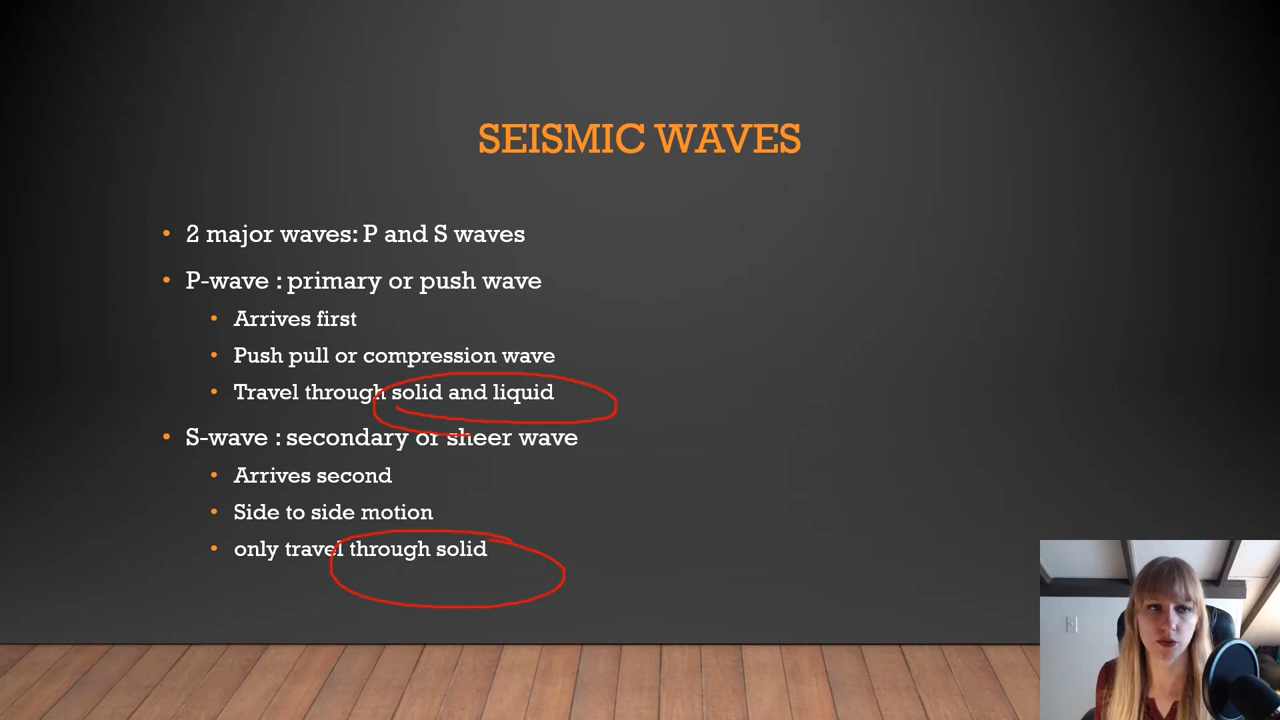 SEISMIC WAVES
• 2 major waves: P and S waves
• P-wave : primary or push wave
• Arrives first
• Push pull or compression wave
• Travel through solid and liquid
• S-wave : secondary or sheer wave
• Arrives second
• Side to side motion
• only travel through solid